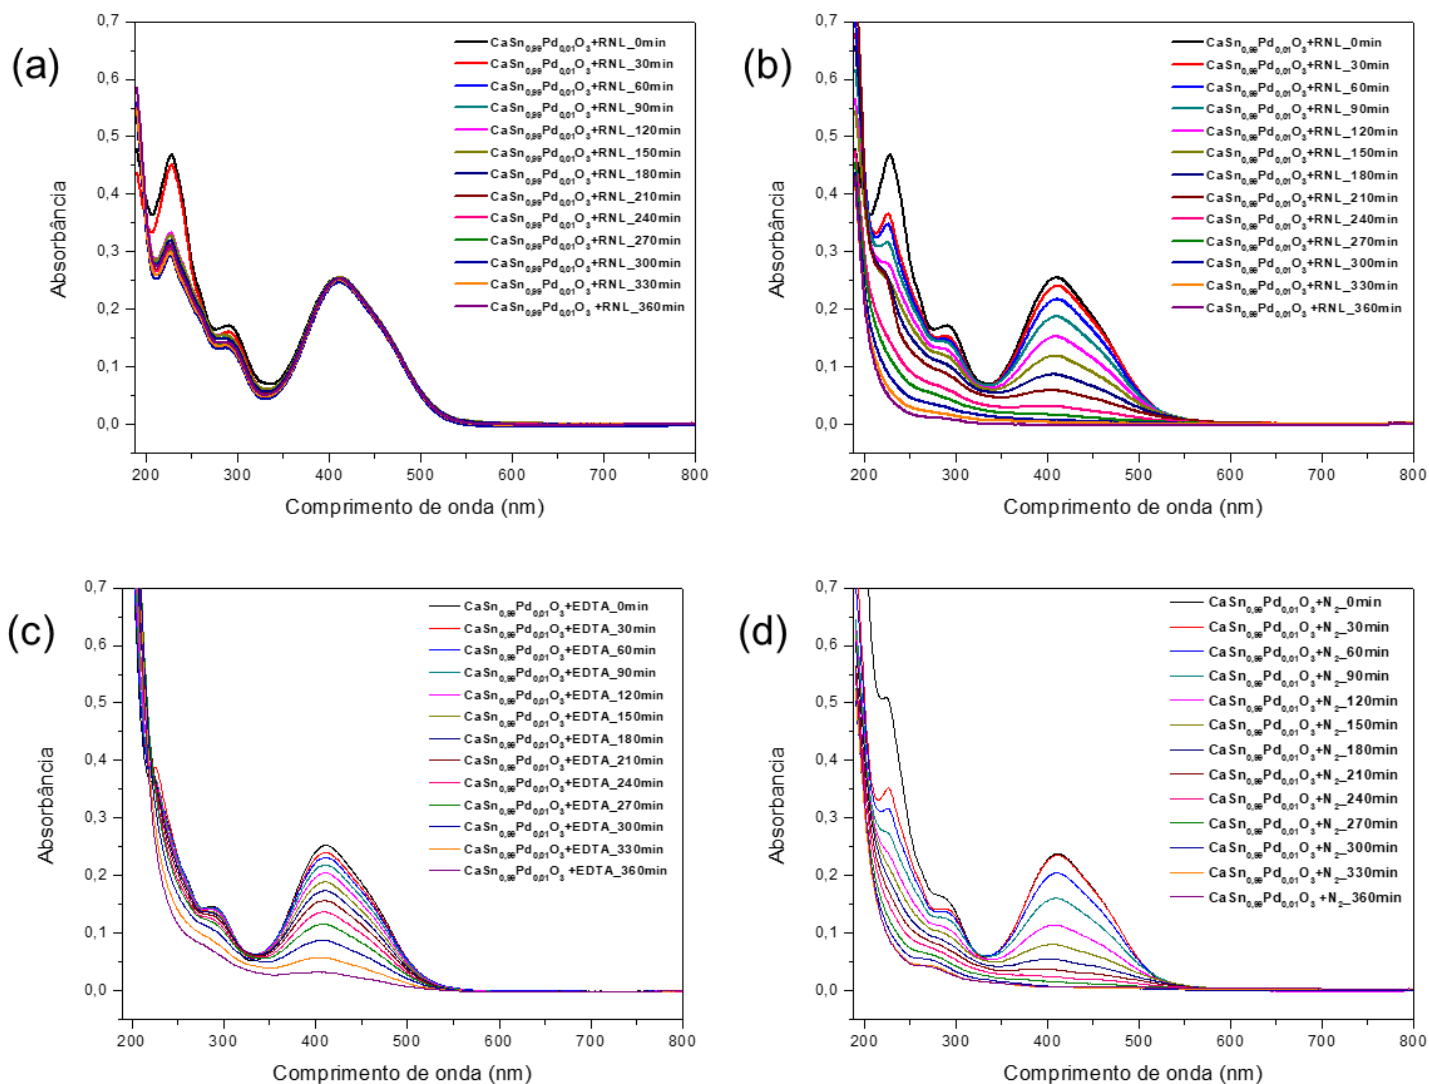 (a)
0,7
0,6
0,5
0,4
0,3
0,2
0,1
0,0
Absorbância
CaSn0,99Pd0,01O3+RNL_0min
CaSn0,99Pd0,01O3+RNL_30min
CaSn0,99Pd0,01O3+RNL_60min
CaSn0,99Pd0,01O3+RNL_90min
CaSn0,99Pd0,01O3+RNL_120min
CaSn0,99Pd0,01O3+RNL_150min
CaSn0,99Pd0,01O3+RNL_180min
CaSn0,99Pd0,01O3+RNL_210min
CaSn0,99Pd0,01O3+RNL_240min
CaSn0,99Pd0,01O3+RNL_270min
CaSn0,99Pd0,01O3+RNL_300min
CaSn0,99Pd0,01O3+RNL_330min
CaSn0,99Pd0,01O3 +RNL_360min
200 300 400 500 600 700 800
Comprimento de onda (nm)
(b)
0,7
0,6
0,5
0,4
0,3
0,2
0,1
0,0
Absorbância
CaSn0,99Pd0,01O3+RNL_0min
CaSn0,99Pd0,01O3+RNL_30min
CaSn0,99Pd0,01O3+RNL_60min
CaSn0,99Pd0,01O3+RNL_90min
CaSn0,99Pd0,01O3+RNL_120min
CaSn0,99Pd0,01O3+RNL_150min
CaSn0,99Pd0,01O3+RNL_180min
CaSn0,99Pd0,01O3+RNL_210min
CaSn0,99Pd0,01O3+RNL_240min
CaSn0,99Pd0,01O3+RNL_270min
CaSn0,99Pd0,01O3+RNL_300min
CaSn0,99Pd0,01O3+RNL_330min
CaSn0,99Pd0,01O3 +RNL_360min
200 300 400 500 600 700 800
Comprimento de onda (nm)
(c)
0,7
0,6
0,5
0,4
0,3
0,2
0,1
0,0
Absorbância
CaSn0,99Pd0,01O3+EDTA_0min
CaSn0,99Pd0,01O3+EDTA_30min
CaSn0,99Pd0,01O3+EDTA_60min
CaSn0,99Pd0,01O3+EDTA_90min
CaSn0,99Pd0,01O3+EDTA_120min
CaSn0,99Pd0,01O3+EDTA_150min
CaSn0,99Pd0,01O3+EDTA_180min
CaSn0,99Pd0,01O3+EDTA_210min
CaSn0,99Pd0,01O3+EDTA_240min
CaSn0,99Pd0,01O3+EDTA_270min
CaSn0,99Pd0,01O3+EDTA_300min
CaSn0,99Pd0,01O3+EDTA_330min
CaSn0,99Pd0,01O3 +EDTA_360min
200 300 400 500 600 700 800
Comprimento de onda (nm)
(d)
0,7
0,6
0,5
0,4
0,3
0,2
0,1
0,0
Absorbancia
CaSn0,99Pd0,01O3+N2_0min
CaSn0,99Pd0,01O3+N2_30min
CaSn0,99Pd0,01O3+N2_60min
CaSn0,99Pd0,01O3+N2_90min
CaSn0,99Pd0,01O3+N2_120min
CaSn0,99Pd0,01O3+N2_150min
CaSn0,99Pd0,01O3+N2_180min
CaSn0,99Pd0,01O3+N2_210min
CaSn0,99Pd0,01O3+N2_240min
CaSn0,99Pd0,01O3+N2_270min
CaSn0,99Pd0,01O3+N2_300min
CaSn0,99Pd0,01O3+N2_330min
CaSn0,99Pd0,01O3 +N2_360min
200 300 400 500 600 700 800
Comprimento de onda (nm)